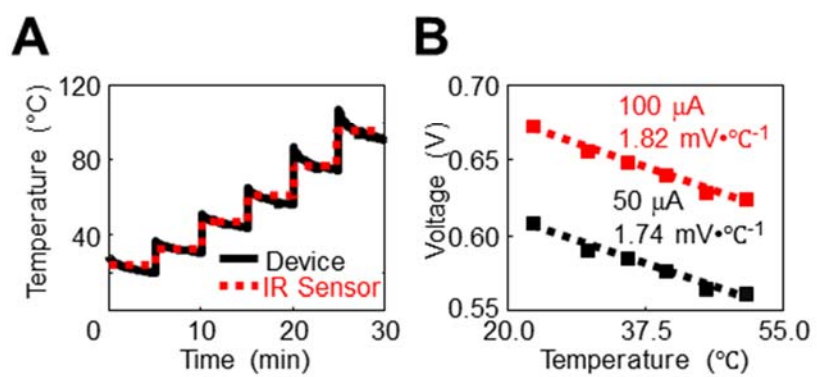 A
Temperature (°C)
120
80
40
0
10
20
30
Time (min)
Device
IR Sensor
B
Voltage (V)
0.70
0.65
0.60
0.55
20.0
37.5
55.0
Temperature (℃)
100 μA
1.82 mV•℃⁻¹
50 μA
1.74 mV•℃⁻¹